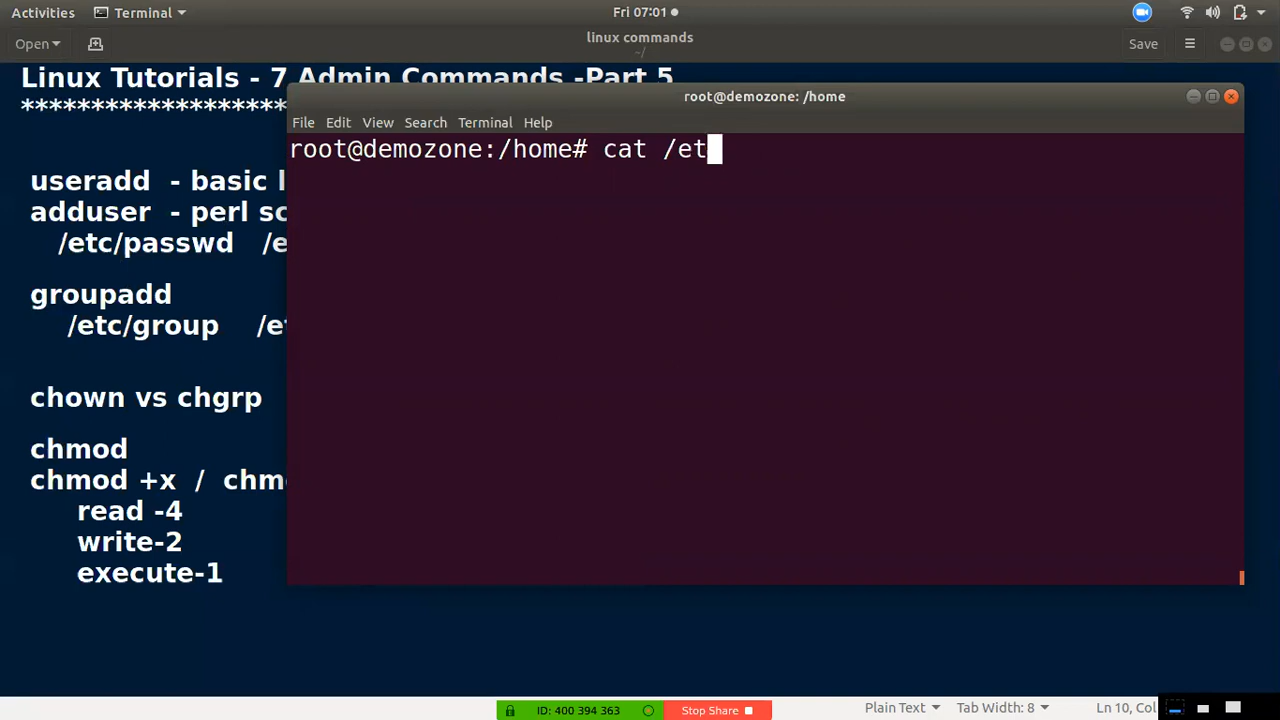 Activities Terminal Fri 07:01
Open linux commands Save
~/
Linux Tutorials - 7 Admin Commands -Part 5
********************
root@demozone: /home
File Edit View Search Terminal Help
root@demozone:/home# cat /et
useradd - basic l
adduser - perl sc
/etc/passwd /e
groupadd
/etc/group /et
chown vs chgrp
chmod
chmod +x / chm
read -4
write-2
execute-1
ID: 400 394 363 Stop Share Plain Text Tab Width: 8 Ln 10, Col